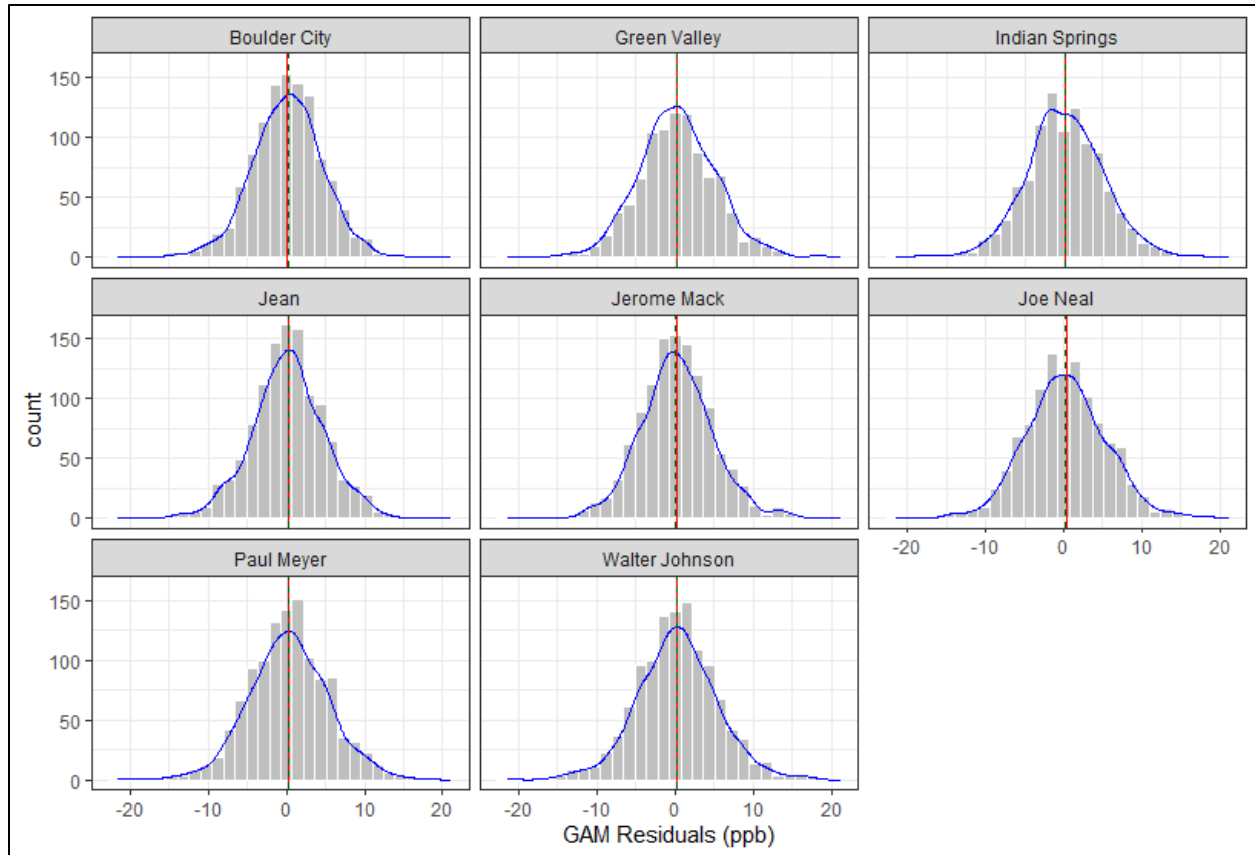 Boulder City
Green Valley
Indian Springs
150
100
50
0
Jean
Jerome Mack
Joe Neal
150
100
50
0
count
-20 -10 0 10 20
Paul Meyer
Walter Johnson
150
100
50
0
-20 -10 0 10 20
-20 -10 0 10 20
GAM Residuals (ppb)